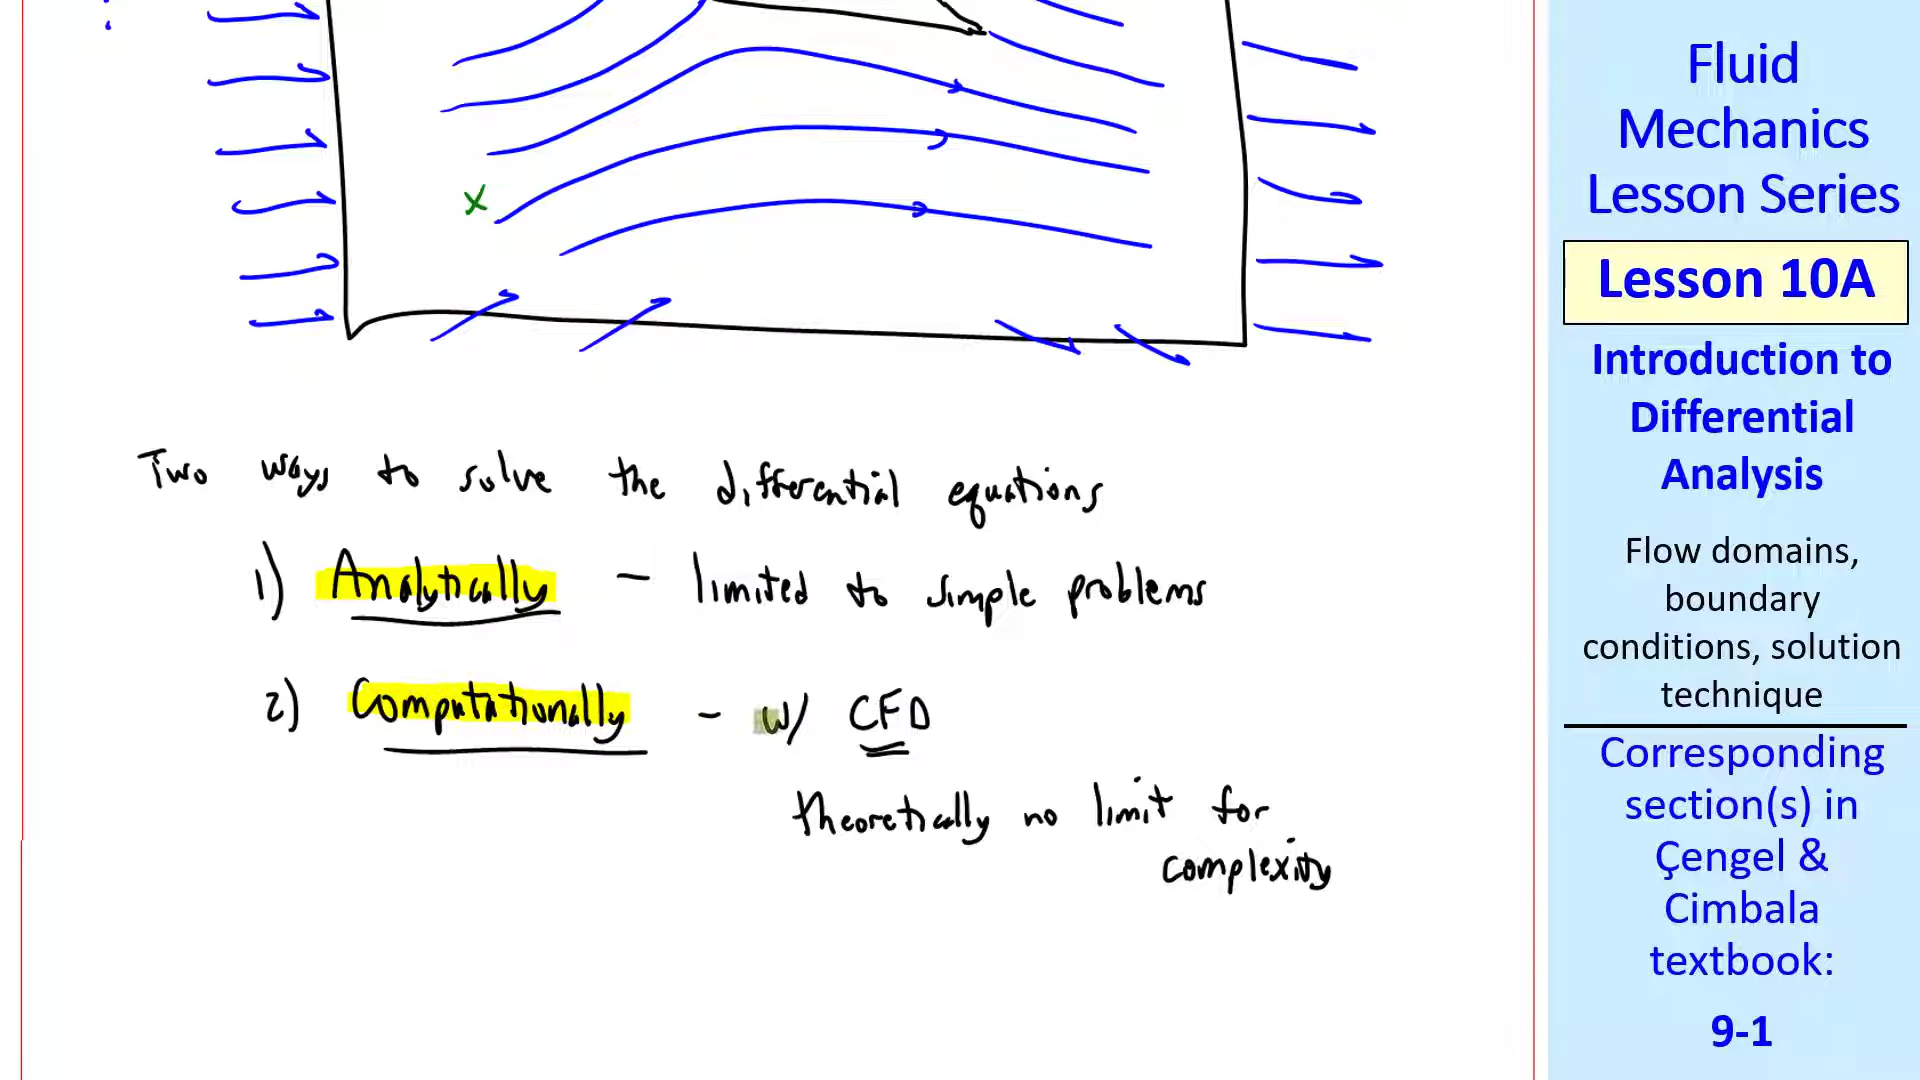 x
Two ways to solve the differential equations
1) Analytically – limited to simple problems
2) Computationally – w/ CFD
theoretically no limit for
complexity
Fluid
Mechanics
Lesson Series
Lesson 10A
Introduction to
Differential
Analysis
Flow domains,
boundary
conditions, solution
technique
Corresponding
section(s) in
Çengel &
Cimbala
textbook:
9-1